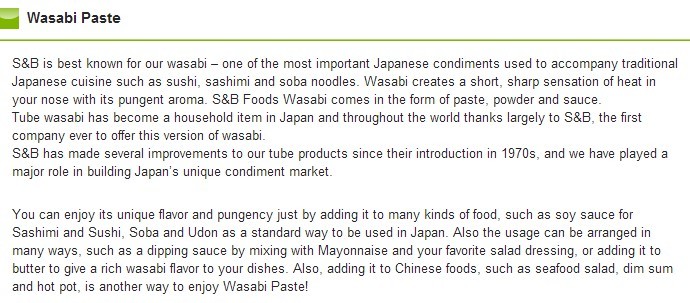 Wasabi Paste
S&B is best known for our wasabi – one of the most important Japanese condiments used to accompany traditional
Japanese cuisine such as sushi, sashimi and soba noodles. Wasabi creates a short, sharp sensation of heat in
your nose with its pungent aroma. S&B Foods Wasabi comes in the form of paste, powder and sauce.
Tube wasabi has become a household item in Japan and throughout the world thanks largely to S&B, the first
company ever to offer this version of wasabi.
S&B has made several improvements to our tube products since their introduction in 1970s, and we have played a
major role in building Japan's unique condiment market.
You can enjoy its unique flavor and pungency just by adding it to many kinds of food, such as soy sauce for
Sashimi and Sushi, Soba and Udon as a standard way to be used in Japan. Also the usage can be arranged in
many ways, such as a dipping sauce by mixing with Mayonnaise and your favorite salad dressing, or adding it to
butter to give a rich wasabi flavor to your dishes. Also, adding it to Chinese foods, such as seafood salad, dim sum
and hot pot, is another way to enjoy Wasabi Paste!